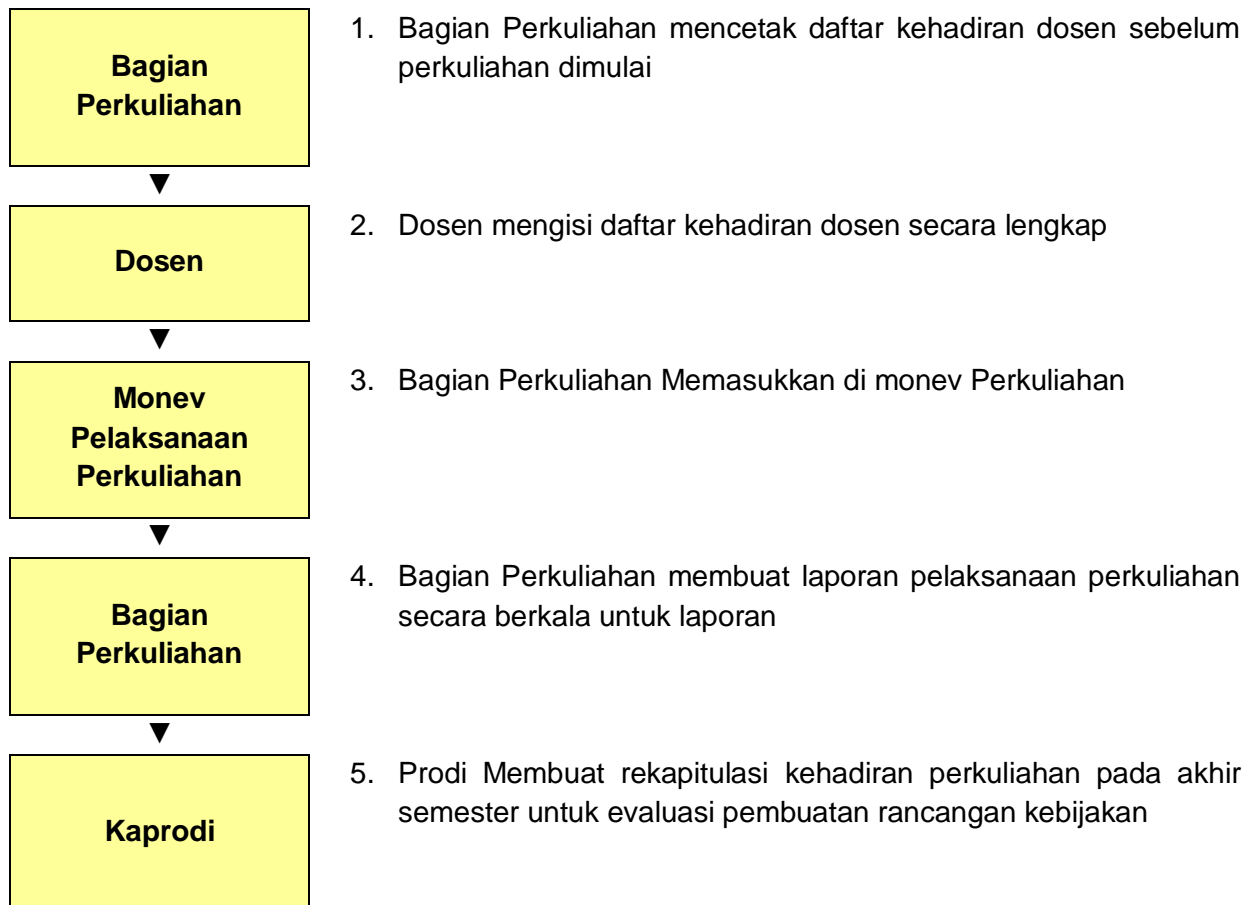 Bagian
Perkuliahan
1. Bagian Perkuliahan mencetak daftar kehadiran dosen sebelum
perkuliahan dimulai
▼
Dosen
2. Dosen mengisi daftar kehadiran dosen secara lengkap
▼
Monev
Pelaksanaan
Perkuliahan
3. Bagian Perkuliahan Memasukkan di monev Perkuliahan
▼
Bagian
Perkuliahan
4. Bagian Perkuliahan membuat laporan pelaksanaan perkuliahan
secara berkala untuk laporan
▼
Kaprodi
5. Prodi Membuat rekapitulasi kehadiran perkuliahan pada akhir
semester untuk evaluasi pembuatan rancangan kebijakan